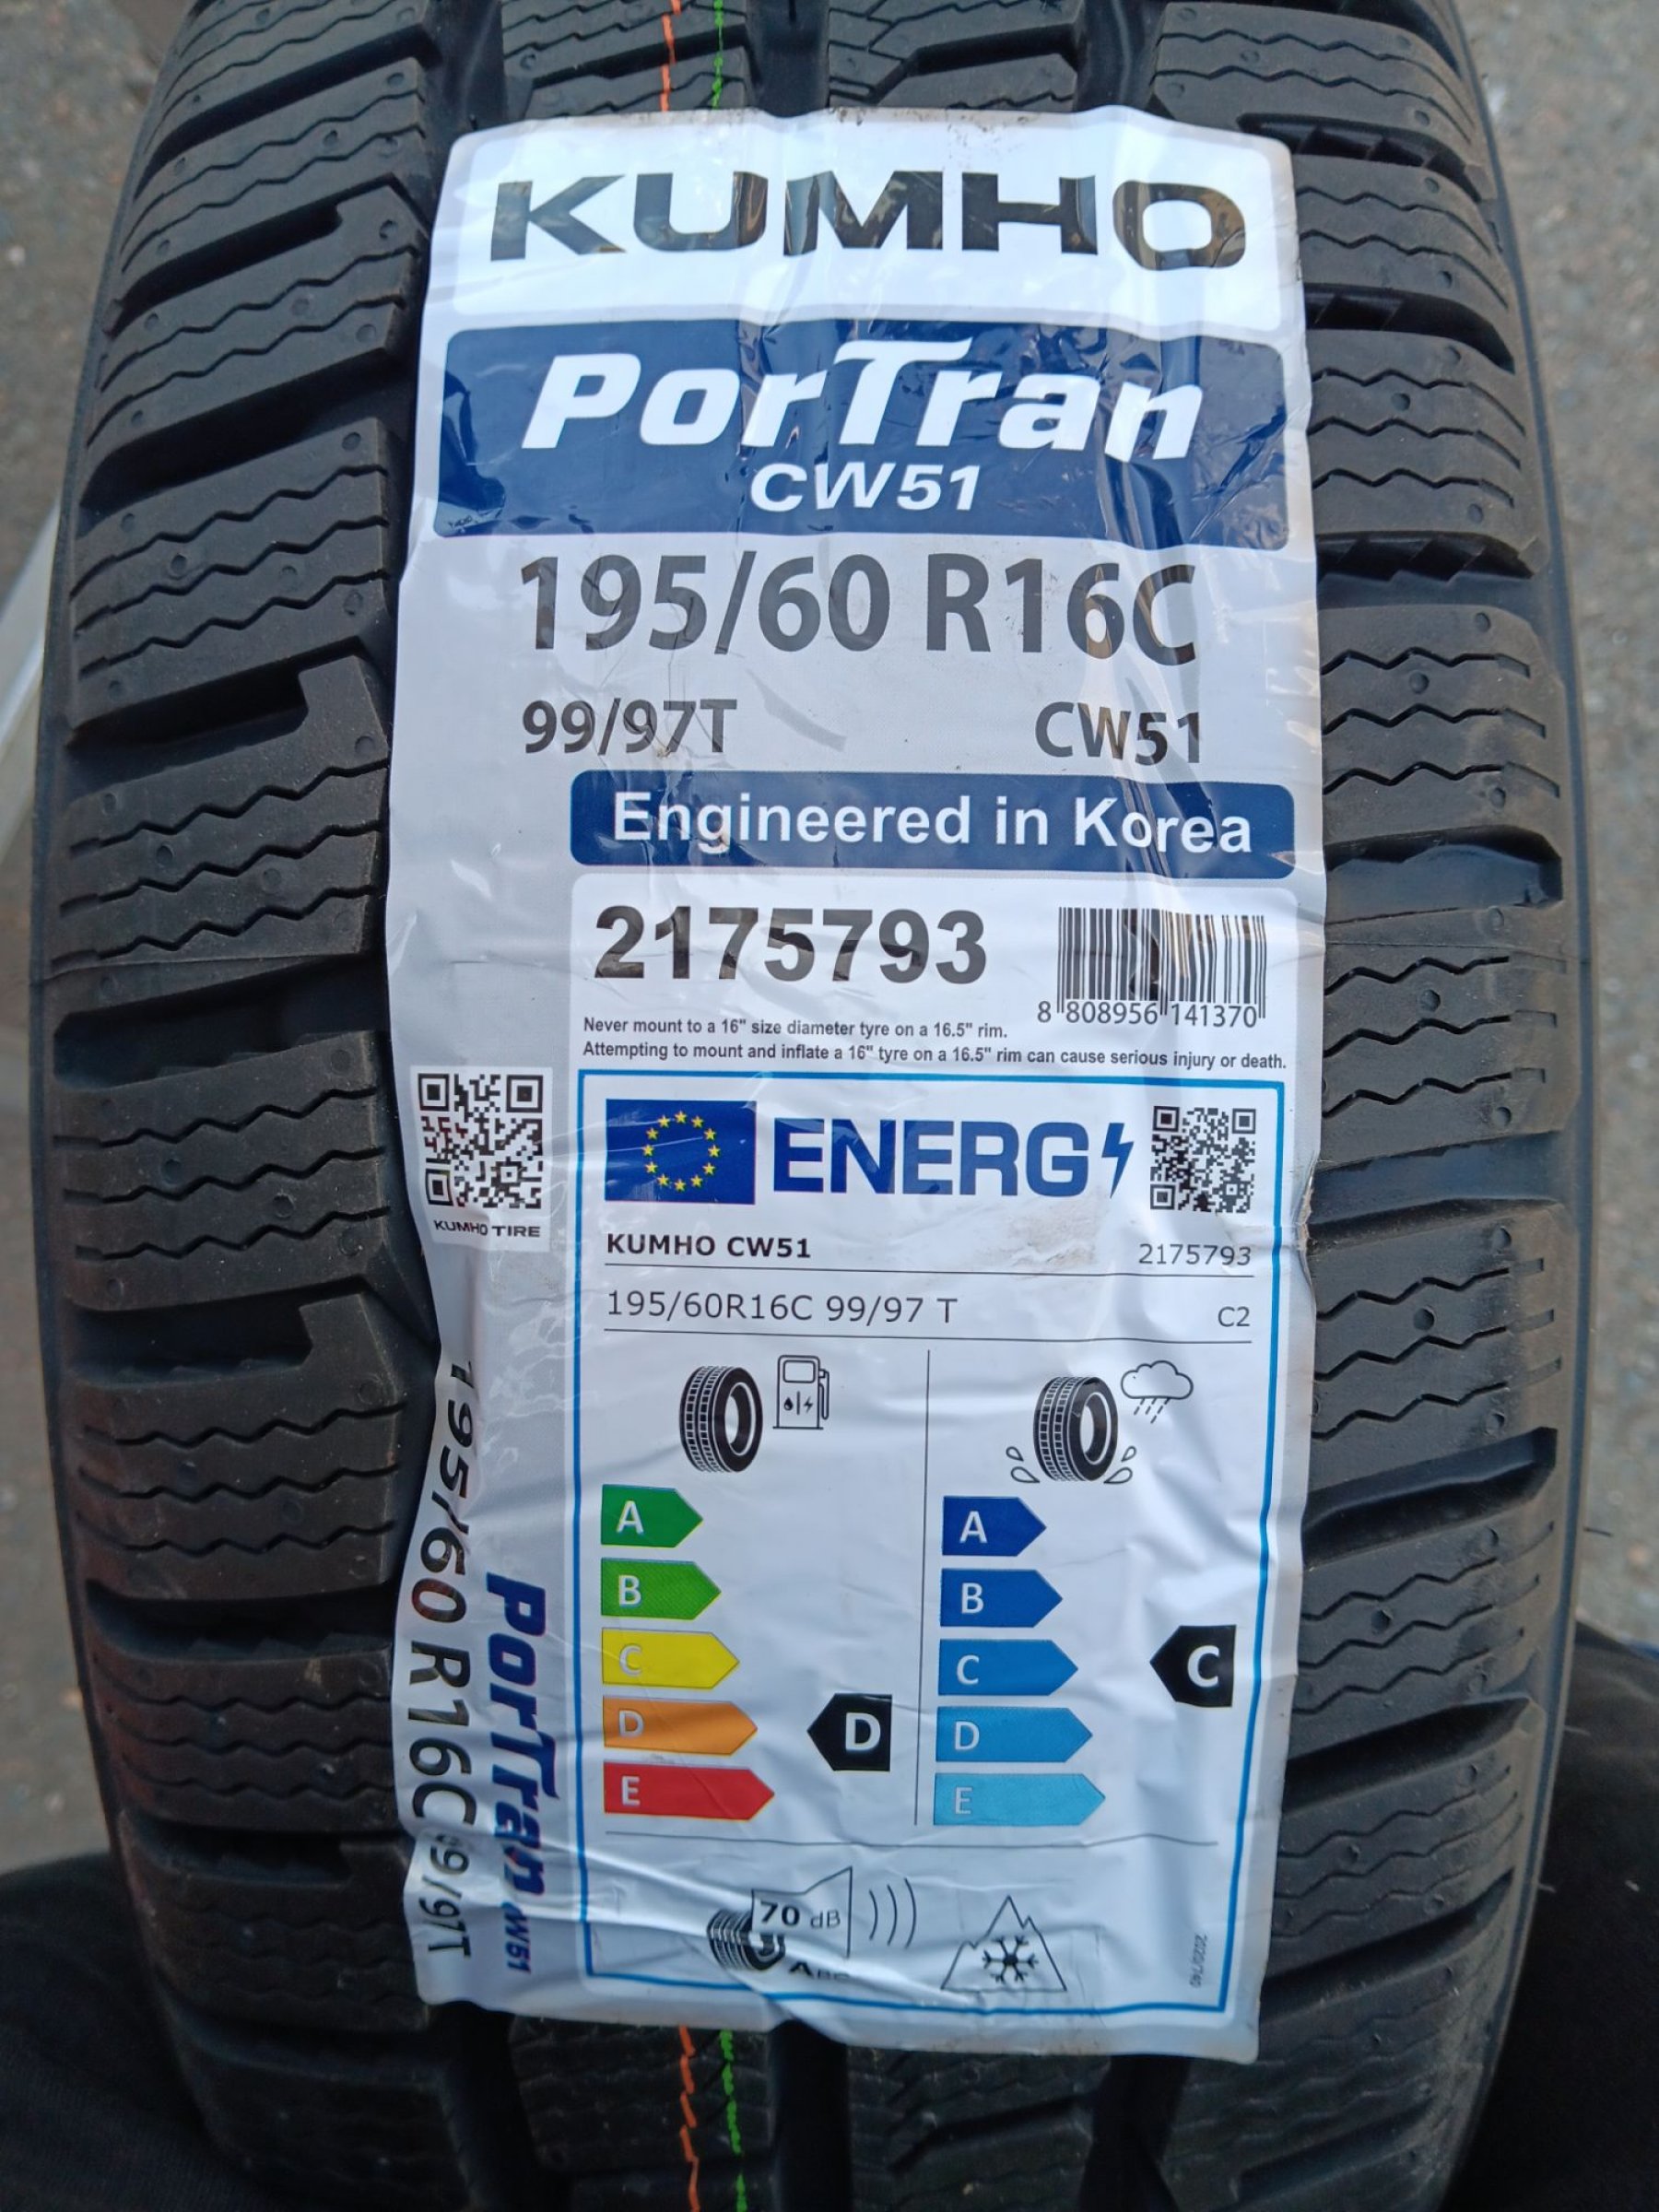 KUMHO
PorTran
CW51
195/60 R16C
99/97T CW51
Engineered in Korea
2175793
8 808956 141370
Never mount to a 16" size diameter tyre on a 16.5" rim.
Attempting to mount and inflate a 16" tyre on a 16.5" rim can cause serious injury or death.
KUMHO TIRE
ENERG
KUMHO CW51 2175793
195/60R16C 99/97 T C2
A A
B B
C C C
D D D
E E
70 dB
ABC
2020/740
195/60 R16C 99/97T
PorTran CW51